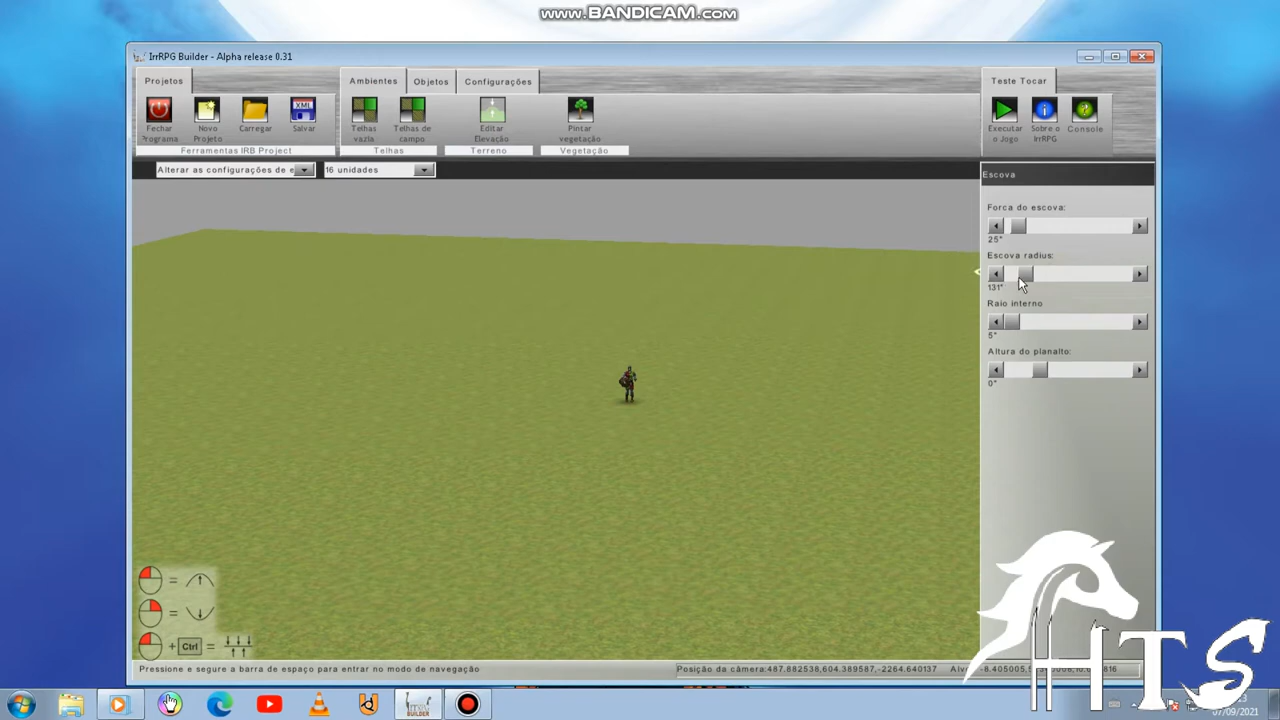 www.BANDICAM.com
IrrRPG Builder - Alpha release 0.31
Projetos
Ambientes
Objetos
Configurações
Teste Tocar
Fechar Programa
Novo Projeto
Carregar
Salvar
Telhas vazia
Telhas de campo
Editar Elevação
Pintar vegetação
Executar o Jogo
Sobre o IrrRPG
Console
Ferramentas IRB Project
Telhas
Terreno
Vegetação
Alterar as configurações de e
16 unidades
Escova
Forca do escova:
25"
Escova radius:
131"
Raio interno
5"
Altura do planalto:
0"
+ Ctrl =
Pressione e segure a barra de espaço para entrar no modo de navegação
Posição da câmera:487.882538,604.389587,-2264.640137
HTS
07/09/2021